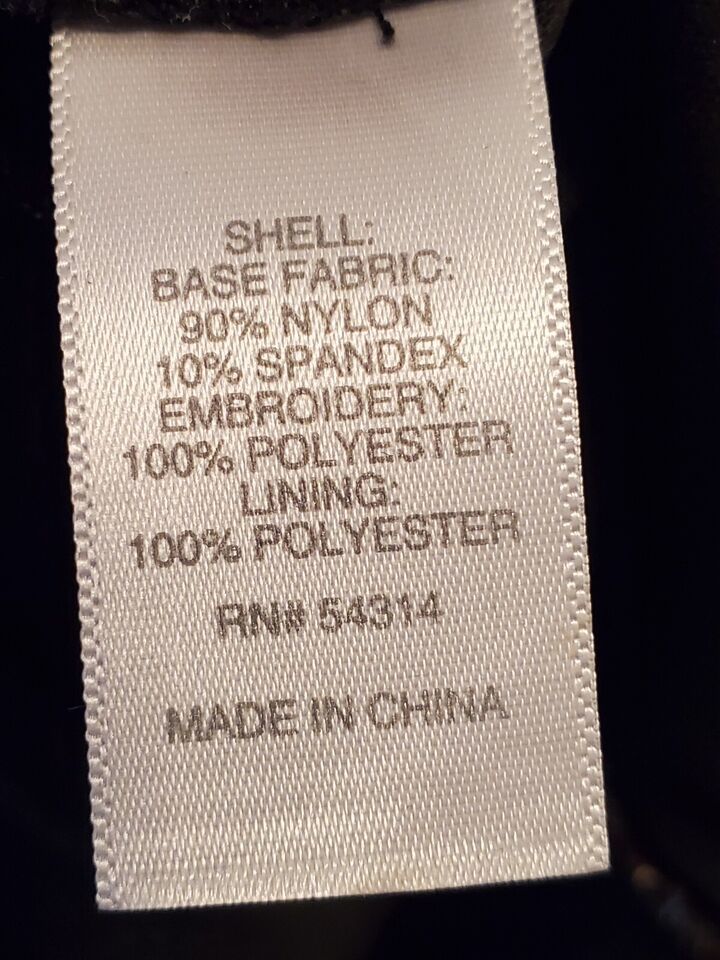 SHELL:
BASE FABRIC:
90% NYLON
10% SPANDEX
EMBROIDERY:
100% POLYESTER
LINING:
100% POLYESTER
RN# 54314
MADE IN CHINA